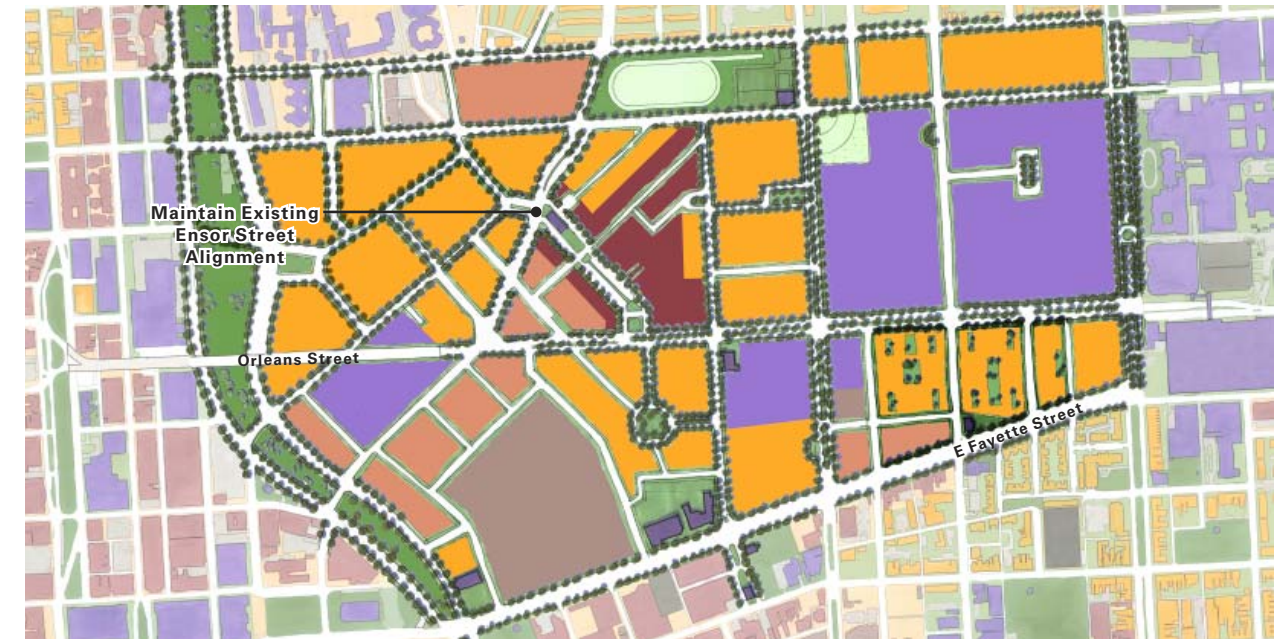 Maintain Existing
Ensor Street
Alignment
Orleans Street
E Fayette Street